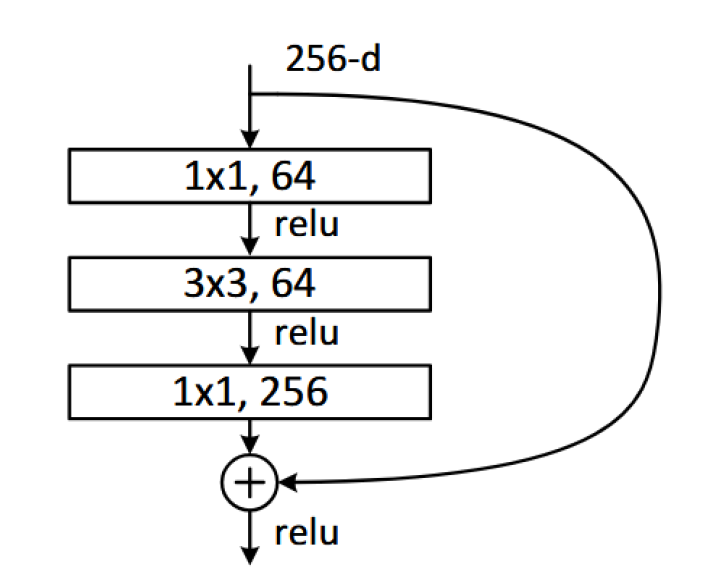 256-d
1x1, 64
relu
3x3, 64
relu
1x1, 256
+
relu